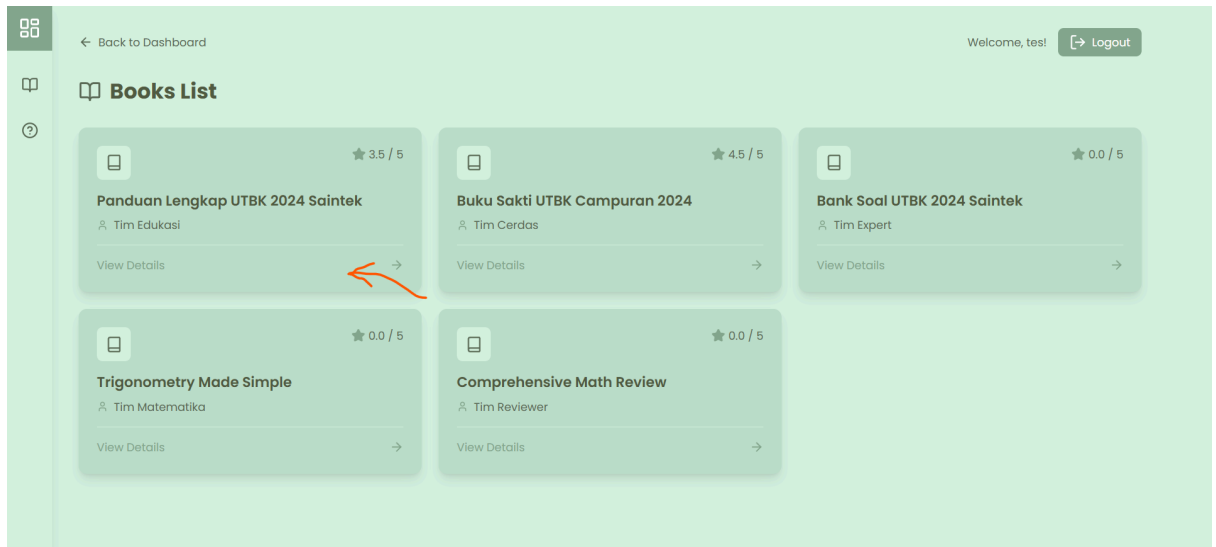 Back to Dashboard
Welcome, tes!
Logout
Books List
3.5 / 5
Panduan Lengkap UTBK 2024 Saintek
Tim Edukasi
View Details
4.5 / 5
Buku Sakti UTBK Campuran 2024
Tim Cerdas
View Details
0.0 / 5
Bank Soal UTBK 2024 Saintek
Tim Expert
View Details
0.0 / 5
Trigonometry Made Simple
Tim Matematika
View Details
0.0 / 5
Comprehensive Math Review
Tim Reviewer
View Details